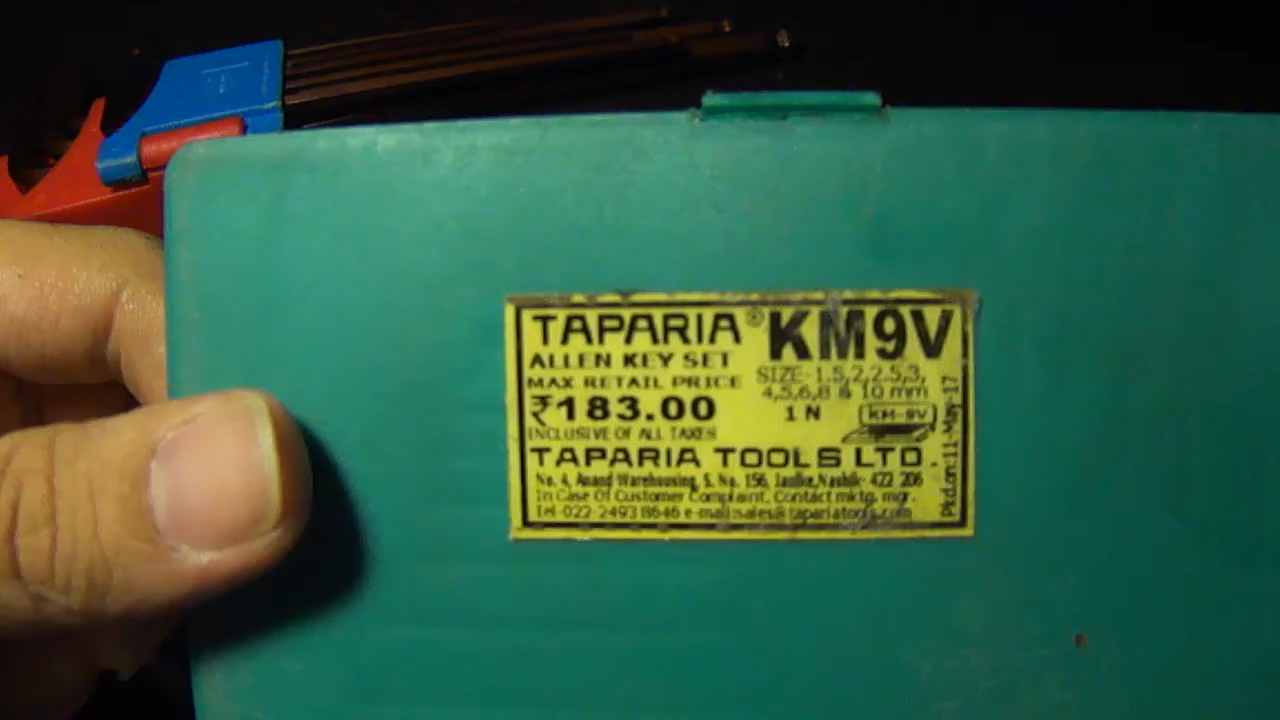 TAPARIA® KM9V
ALLEN KEY SET
MAX RETAIL PRICE
SIZE- 1.5,2,2.5,3,
4,5,6,8 & 10 mm
₹183.00
1 N
KM-9V
INCLUSIVE OF ALL TAXES
TAPARIA TOOLS LTD.
No. 4, Anand Warehousing, S. No. 156, Nashik- 422 206
In Case Of Customer Complaint, Contact mktg. mgr.
Tel-022-2493 8646 e-mail:sales@tapariatools.com
Pkd.on:11-May-17